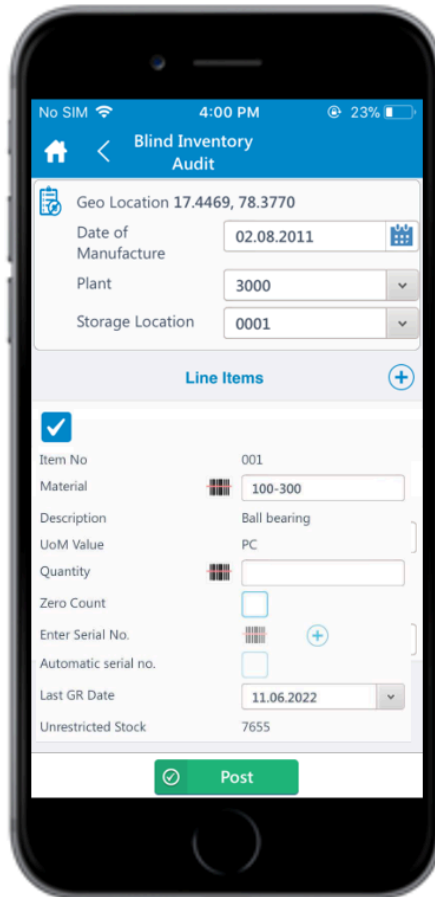 No SIM 4:00 PM 23%
Blind Inventory
Audit
Geo Location 17.4469, 78.3770
Date of
Manufacture
02.08.2011
Plant 3000
Storage Location 0001
Line Items
Item No 001
Material 100-300
Description Ball bearing
UoM Value PC
Quantity
Zero Count
Enter Serial No.
Automatic serial no.
Last GR Date 11.06.2022
Unrestricted Stock 7655
Post